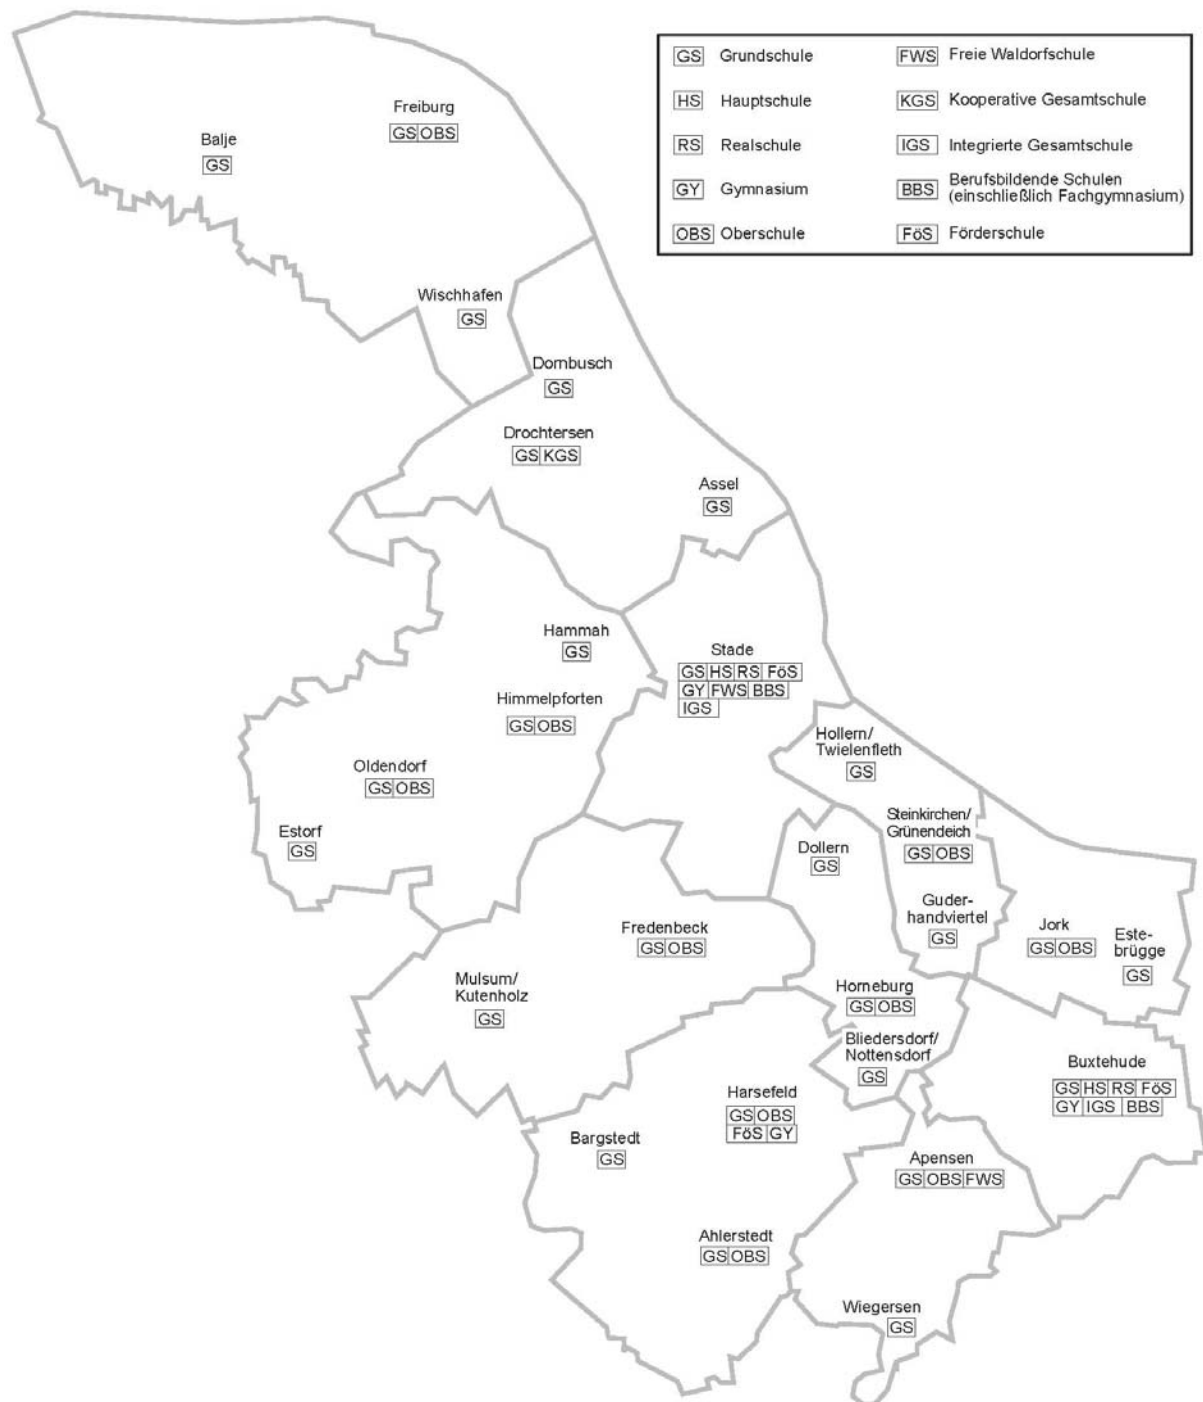 GS Grundschule
HS Hauptschule
RS Realschule
GY Gymnasium
OBS Oberschule
FWS Freie Waldorfschule
KGS Kooperative Gesamtschule
IGS Integrierte Gesamtschule
BBS Berufsbildende Schulen
(einschließlich Fachgymnasium)
FöS Förderschule
Freiburg
GS OBS
Balje
GS
Wischhafen
GS
Dornbusch
GS
Drochtersen
GS KGS
Assel
GS
Hammah
GS
Stade
GS HS RS FöS
GY FWS BBS
IGS
Himmelpforten
GS OBS
Hollern/
Twielenfleth
GS
Oldendorf
GS OBS
Estorf
GS
Steinkirchen/
Grünendeich
GS OBS
Dollern
GS
Guder-
handviertel
GS
Fredenbeck
GS OBS
Jork
GS OBS
Este-
brügge
GS
Mulsum/
Kutenholz
GS
Horneburg
GS OBS
Bliedersdorf/
Nottensdorf
GS
Buxtehude
GS HS RS FöS
GY IGS BBS
Harsefeld
GS OBS
FöS GY
Bargstedt
GS
Apensen
GS OBS FWS
Ahlerstedt
GS OBS
Wiegersen
GS